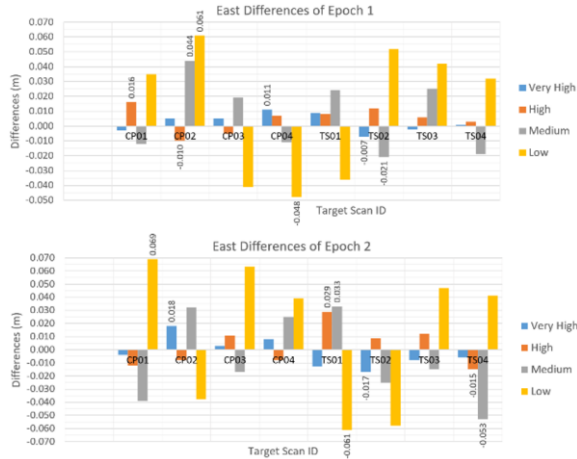 East Differences of Epoch 1
Differences (m)
0.070
0.060
0.050
0.040
0.030
0.020
0.010
0.000
-0.010
-0.020
-0.030
-0.040
-0.050
0.016
-0.010
0.044
0.061
0.011
-0.048
-0.007
-0.021
CP01 CP02 CP03 CP04 TS01 TS02 TS03 TS04
Target Scan ID
Very High
High
Medium
Low
East Differences of Epoch 2
Differences (m)
0.070
0.060
0.050
0.040
0.030
0.020
0.010
0.000
-0.010
-0.020
-0.030
-0.040
-0.050
-0.060
-0.070
0.069
0.018
0.029
0.033
-0.061
-0.017
-0.015
-0.053
CP01 CP02 CP03 CP04 TS01 TS02 TS03 TS04
Target Scan ID
Very High
High
Medium
Low